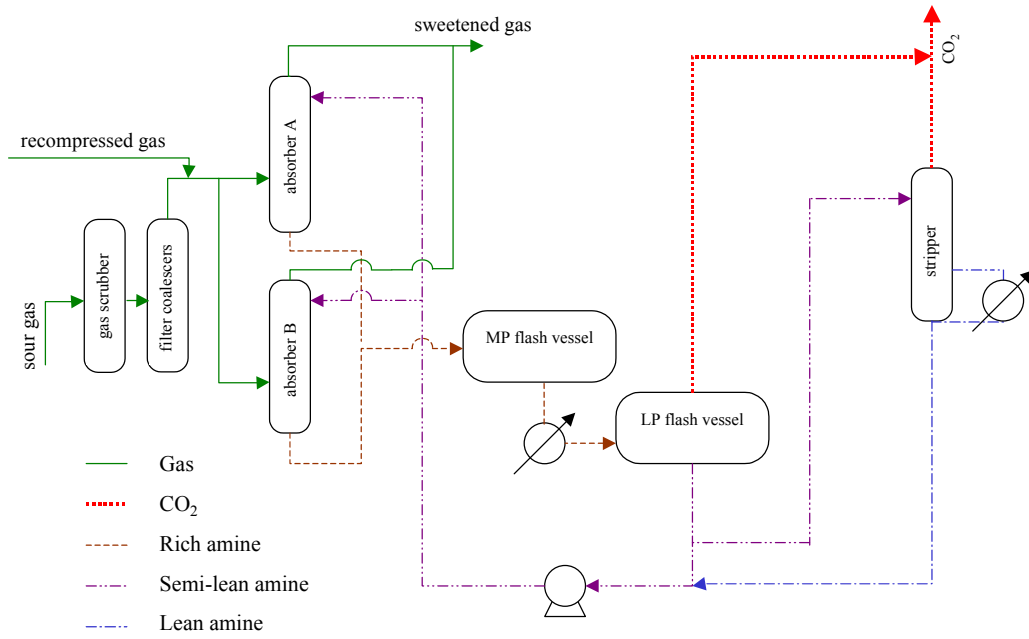 sweetened gas
CO2
recompressed gas
absorber A
gas scrubber
filter coalescers
sour gas
absorber B
stripper
MP flash vessel
LP flash vessel
Gas
CO2
Rich amine
Semi-lean amine
Lean amine